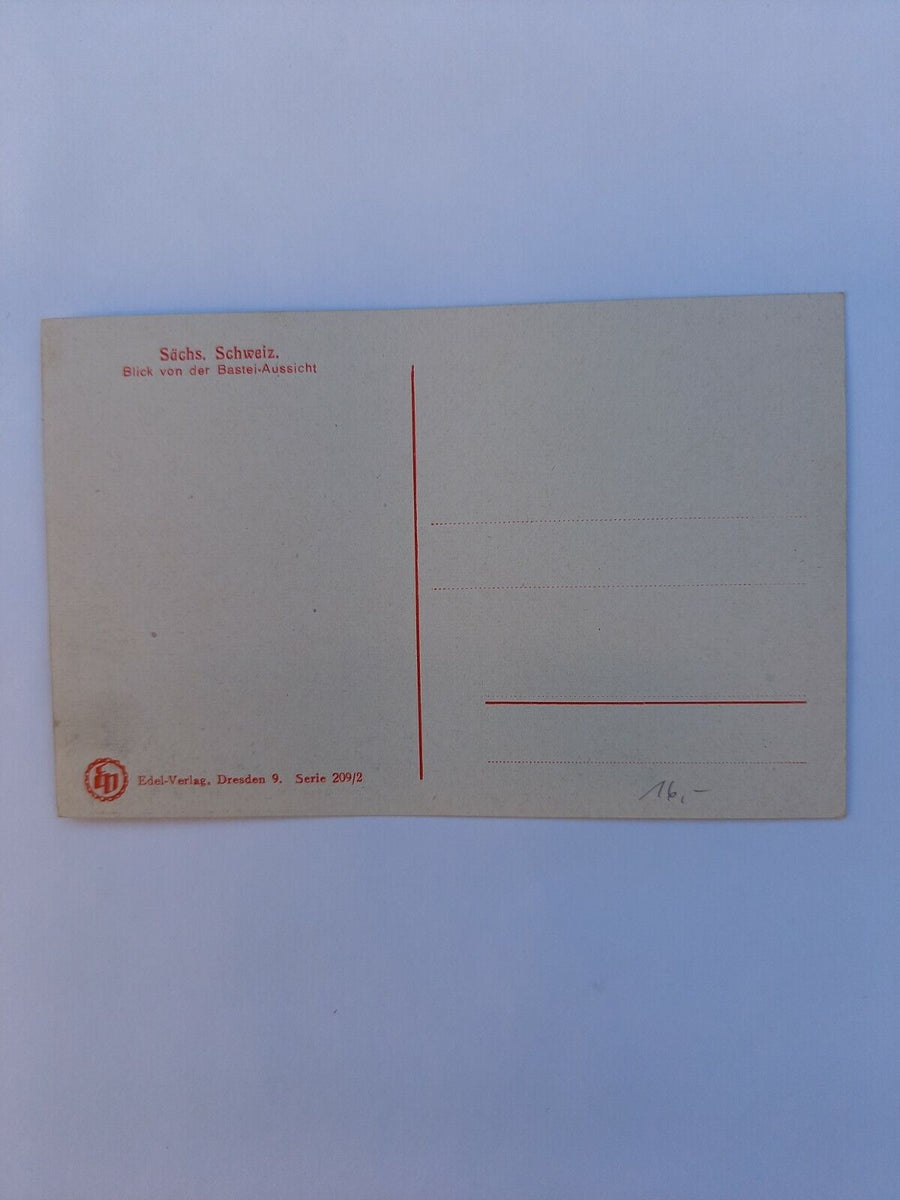 Sächs. Schweiz.
Blick von der Bastei-Aussicht
Edel-Verlag, Dresden 9. Serie 209/2
16,-